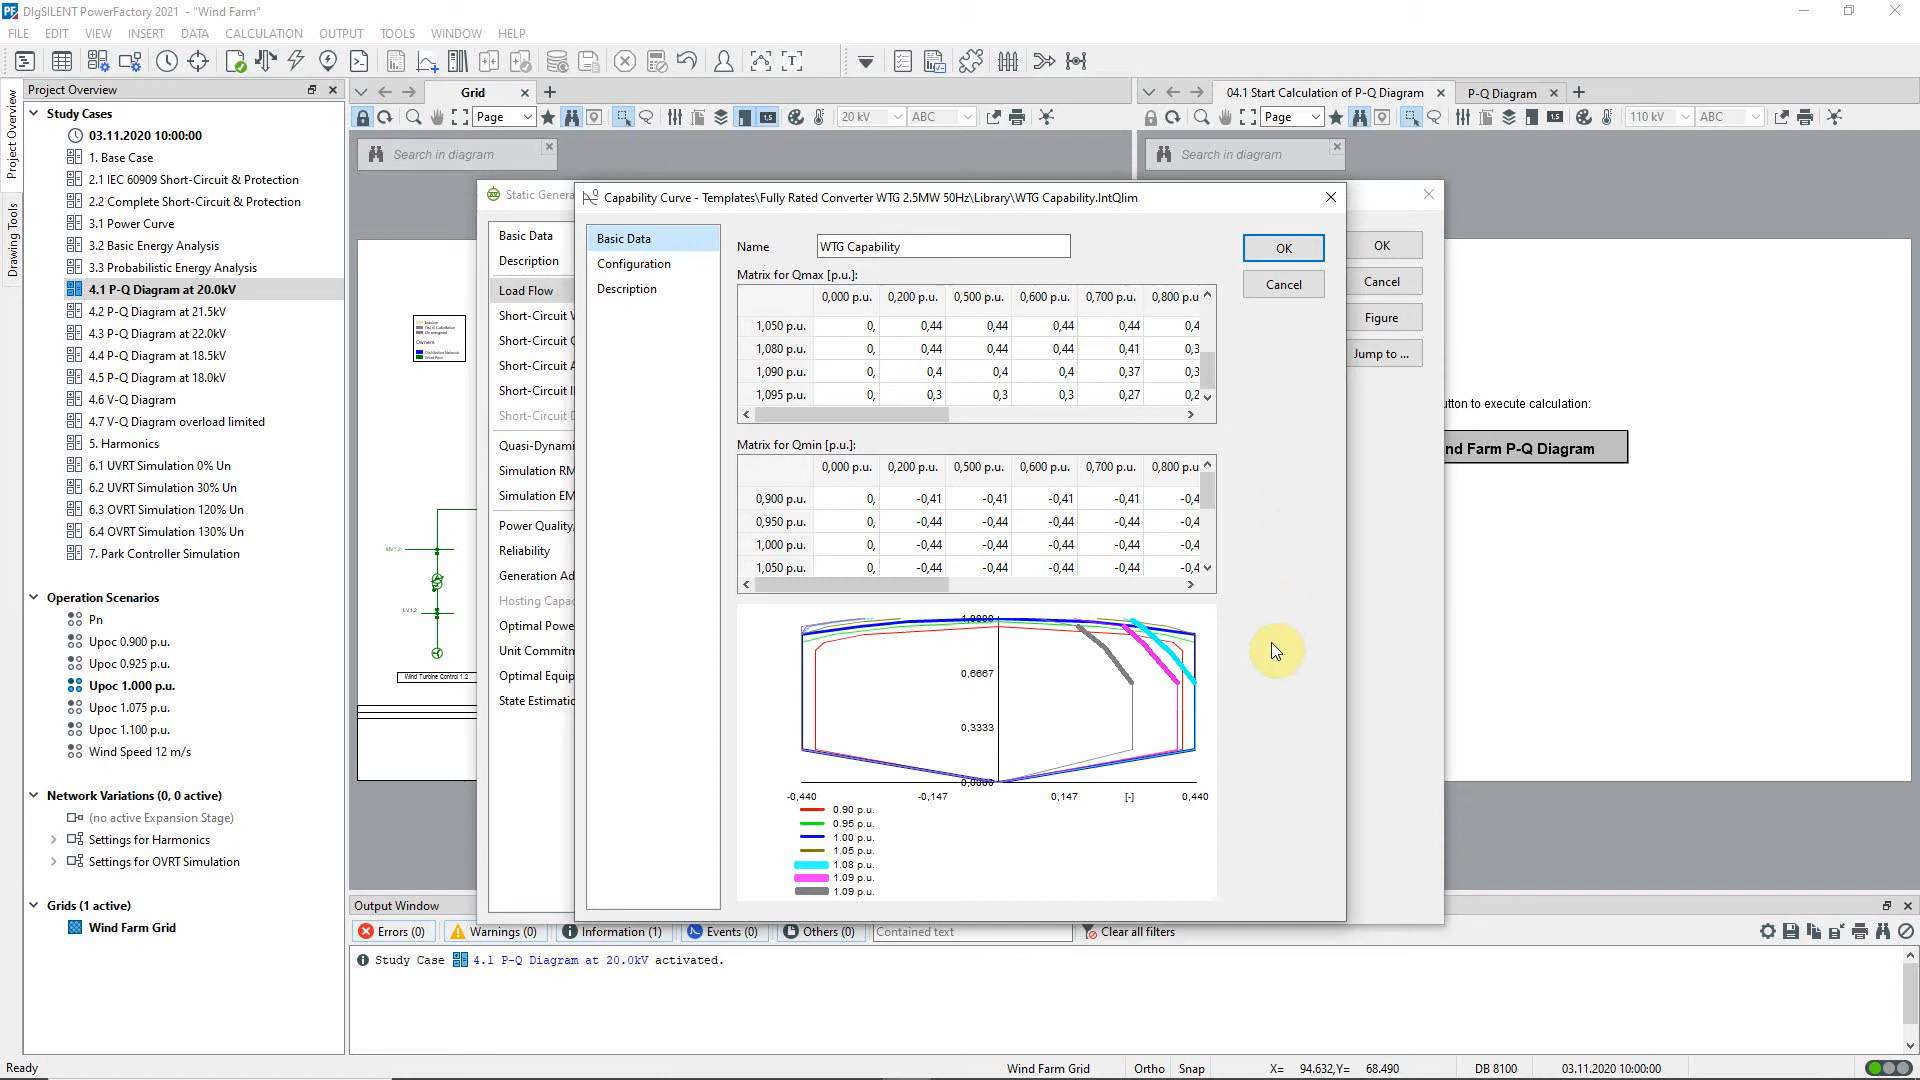 DIgSILENT PowerFactory 2021 - "Wind Farm"
FILE EDIT VIEW INSERT DATA CALCULATION OUTPUT TOOLS WINDOW HELP
Project Overview
Drawing Tools
Project Overview
Study Cases
03.11.2020 10:00:00
1. Base Case
2.1 IEC 60909 Short-Circuit & Protection
2.2 Complete Short-Circuit & Protection
3.1 Power Curve
3.2 Basic Energy Analysis
3.3 Probabilistic Energy Analysis
4.1 P-Q Diagram at 20.0kV
4.2 P-Q Diagram at 21.5kV
4.3 P-Q Diagram at 22.0kV
4.4 P-Q Diagram at 18.5kV
4.5 P-Q Diagram at 18.0kV
4.6 V-Q Diagram
4.7 V-Q Diagram overload limited
5. Harmonics
6.1 UVRT Simulation 0% Un
6.2 UVRT Simulation 30% Un
6.3 OVRT Simulation 120% Un
6.4 OVRT Simulation 130% Un
7. Park Controller Simulation
Operation Scenarios
Pn
Upoc 0.900 p.u.
Upoc 0.925 p.u.
Upoc 1.000 p.u.
Upoc 1.075 p.u.
Upoc 1.100 p.u.
Wind Speed 12 m/s
Network Variations (0, 0 active)
(no active Expansion Stage)
Settings for Harmonics
Settings for OVRT Simulation
Grids (1 active)
Wind Farm Grid
Grid
Page 20 kV ABC
Search in diagram
Wind Turbine Control 1.2
04.1 Start Calculation of P-Q Diagram
P-Q Diagram
Page 110 kV ABC
Search in diagram
utton to execute calculation:
nd Farm P-Q Diagram
Static Genera
Basic Data
Description
Load Flow
Short-Circuit
Short-Circuit
Short-Circuit
Short-Circuit
Short-Circuit
Quasi-Dynami
Simulation RM
Simulation EM
Power Quality,
Reliability
Generation Ad
Hosting Capac
Optimal Powe
Unit Commitm
Optimal Equip
State Estimatio
OK
Cancel
Figure
Jump to ...
Capability Curve - Templates\Fully Rated Converter WTG 2.5MW 50Hz\Library\WTG Capability.IntQlim
Basic Data
Configuration
Description
Name WTG Capability
OK
Cancel
Matrix for Qmax [p.u.]:
0,000 p.u. 0,200 p.u. 0,500 p.u. 0,600 p.u. 0,700 p.u. 0,800 p.u
1,050 p.u. 0, 0,44 0,44 0,44 0,44 0,4
1,080 p.u. 0, 0,44 0,44 0,44 0,41 0,3
1,090 p.u. 0, 0,4 0,4 0,4 0,37 0,3
1,095 p.u. 0, 0,3 0,3 0,3 0,27 0,2
Matrix for Qmin [p.u.]:
0,000 p.u. 0,200 p.u. 0,500 p.u. 0,600 p.u. 0,700 p.u. 0,800 p.u
0,900 p.u. 0, -0,41 -0,41 -0,41 -0,41 -0,4
0,950 p.u. 0, -0,44 -0,44 -0,44 -0,44 -0,4
1,000 p.u. 0, -0,44 -0,44 -0,44 -0,44 -0,4
1,050 p.u. 0, -0,44 -0,44 -0,44 -0,44 -0,4
1,0000
0,6667
0,3333
0,0000
-0,440 -0,147 0,147 [-] 0,440
0.90 p.u.
0.95 p.u.
1.00 p.u.
1.05 p.u.
1.08 p.u.
1.09 p.u.
1.09 p.u.
Output Window
Errors (0) Warnings (0) Information (1) Events (0) Others (0) Contained text Clear all filters
Study Case 4.1 P-Q Diagram at 20.0kV activated.
Ready Wind Farm Grid Ortho Snap X= 94.632,Y= 68.490 DB 8100 03.11.2020 10:00:00